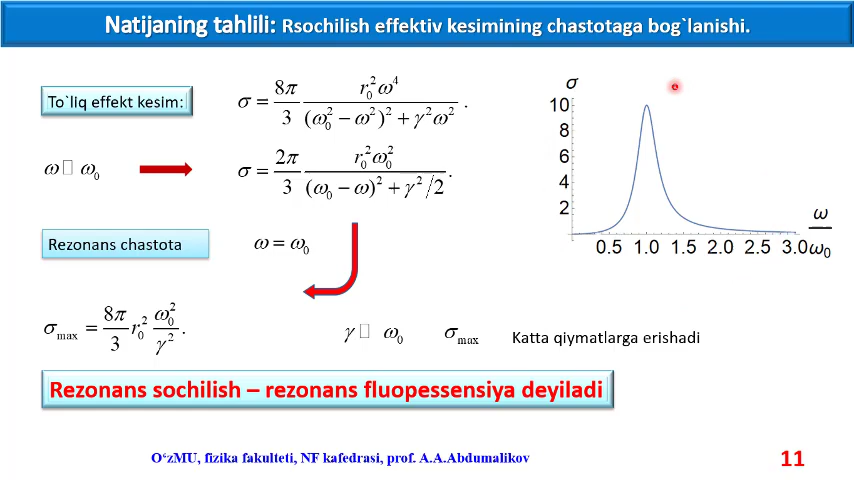 Natijaning tahlili: Rsochilish effektiv kesimining chastotaga bog`lanishi.
To`liq effekt kesim:
σ = 8π/3 r₀²ω⁴/((ω₀² − ω²)² + γ²ω²) .
ω □ ω₀
σ = 2π/3 r₀²ω₀²/((ω₀ − ω)² + γ²/2) .
Rezonans chastota
ω = ω₀
σ
10
8
6
4
2
0.5 1.0 1.5 2.0 2.5 3.0
ω/ω₀
σmax = 8π/3 r₀² ω₀²/γ² .
γ □ ω₀ σmax Katta qiymatlarga erishadi
Rezonans sochilish – rezonans fluopessensiya deyiladi
O‘zMU, fizika fakulteti, NF kafedrasi, prof. A.A.Abdumalikov
11